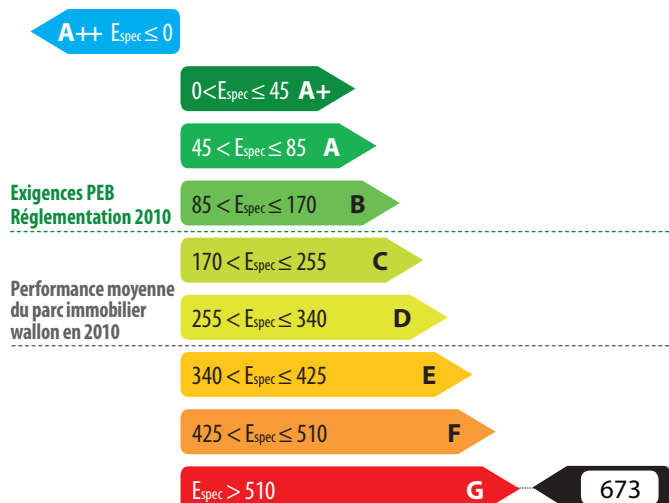 A++ Espec ≤ 0
0<Espec ≤ 45 A+
45 < Espec ≤ 85 A
Exigences PEB
Réglementation 2010
85 < Espec ≤ 170 B
170 < Espec ≤ 255 C
Performance moyenne
du parc immobilier
wallon en 2010
255 < Espec ≤ 340 D
340 < Espec ≤ 425 E
425 < Espec ≤ 510 F
Espec > 510 G
673